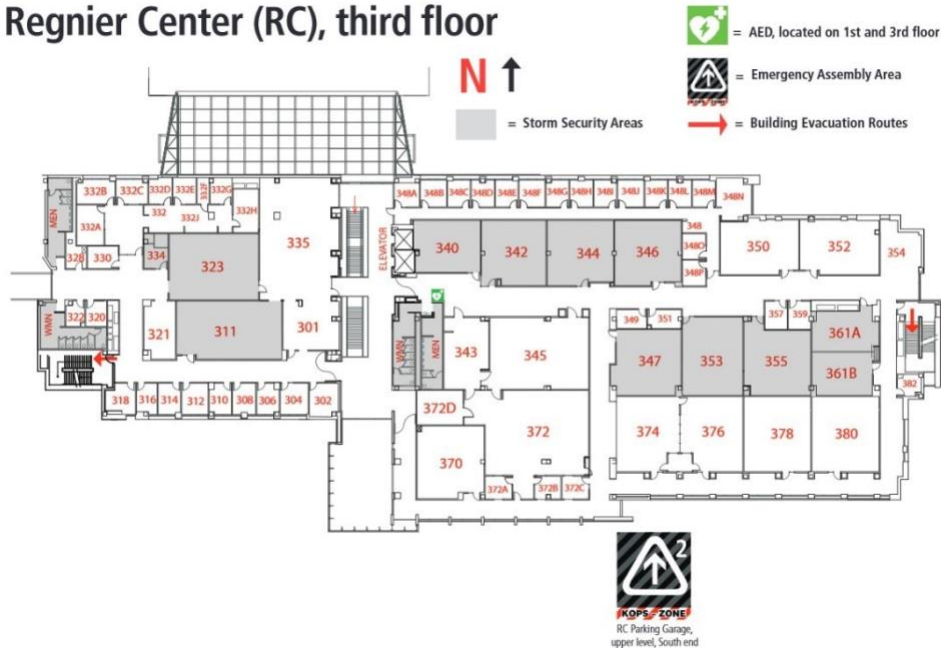 Regnier Center (RC), third floor
= AED, located on 1st and 3rd floor
N
= Emergency Assembly Area
= Storm Security Areas
= Building Evacuation Routes
332B 332C 332D 332E 332F 332G
348A 348B 348C 348D 348E 348F 348G 348H 348I 348J 348K 348L 348M 348N
MEN
332A 332 332J 332H
335
ELEVATOR
340 342 344 346
348
348O
348P
350 352
354
328 330 334 323
WMN
322 320
321 311 301
WMN MEN
343 345
349 351
357 359
347 353 355
361A
361B
382
318 316 314 312 310 308 306 304 302
372D
370 372
374 376 378 380
372A 372B 372C
2
KOPS - ZONE
RC Parking Garage,
upper level, South end